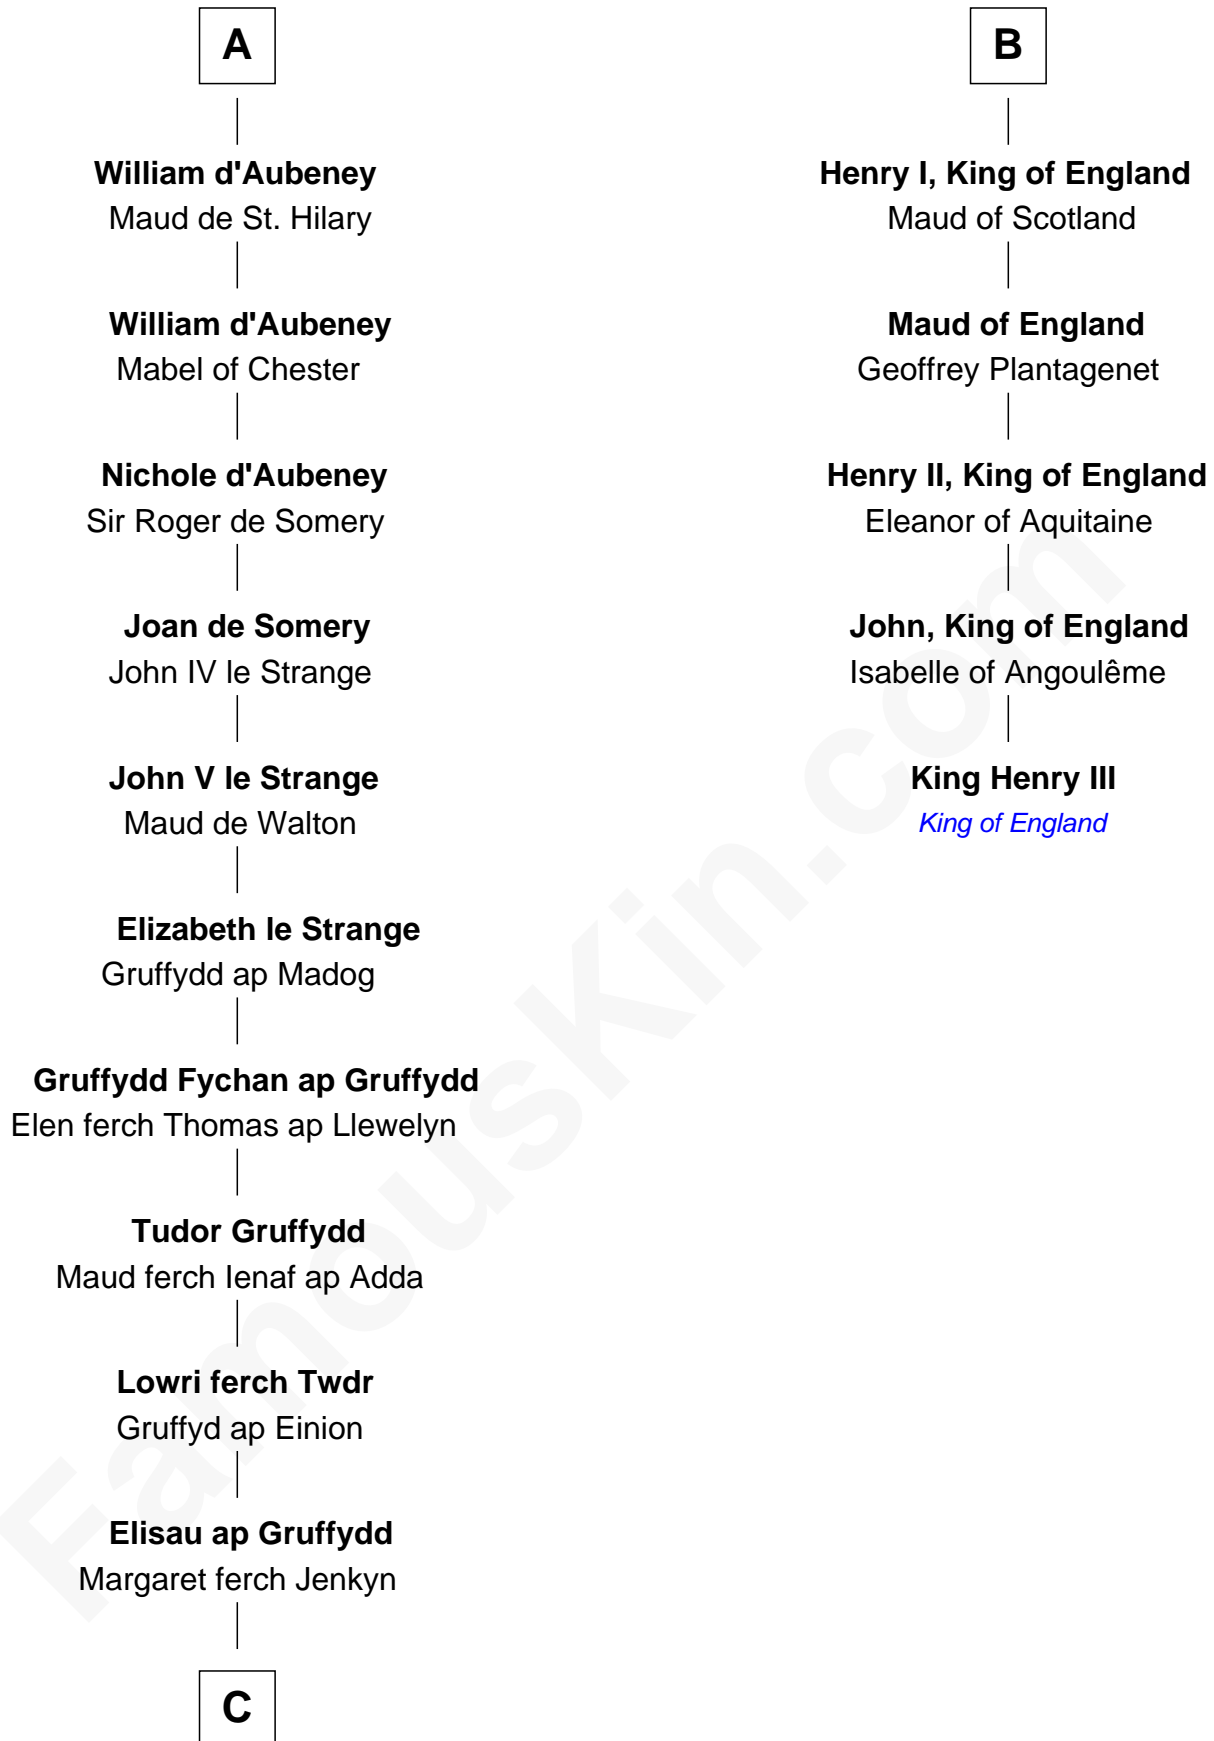 A
William d'Aubeney
Maud de St. Hilary
William d'Aubeney
Mabel of Chester
Nichole d'Aubeney
Sir Roger de Somery
Joan de Somery
John IV le Strange
John V le Strange
Maud de Walton
Elizabeth le Strange
Gruffydd ap Madog
Gruffydd Fychan ap Gruffydd
Elen ferch Thomas ap Llewelyn
Tudor Gruffydd
Maud ferch Ienaf ap Adda
Lowri ferch Twdr
Gruffyd ap Einion
Elisau ap Gruffydd
Margaret ferch Jenkyn
C
B
Henry I, King of England
Maud of Scotland
Maud of England
Geoffrey Plantagenet
Henry II, King of England
Eleanor of Aquitaine
John, King of England
Isabelle of Angoulême
King Henry III
King of England
FamousKin.com